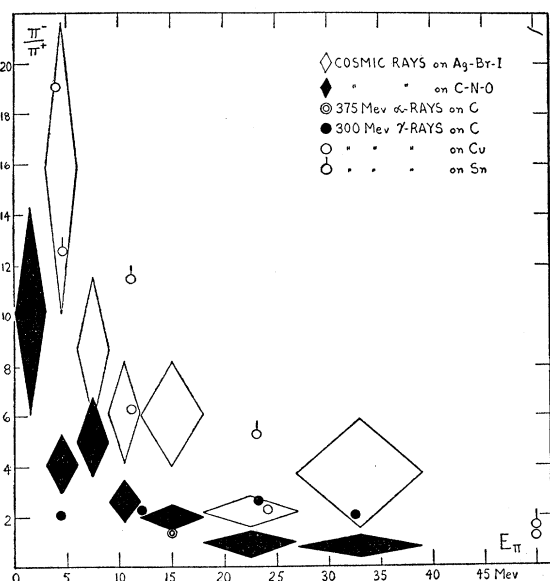 π⁻
π⁺
COSMIC RAYS on Ag-Br-I
" " on C-N-O
375 Mev α-RAYS on C
300 Mev γ-RAYS on C
" " " on Cu
" " " on Sn
20
18
16
14
12
10
8
6
4
2
Eπ
0 5 10 15 20 25 30 35 40 45 Mev